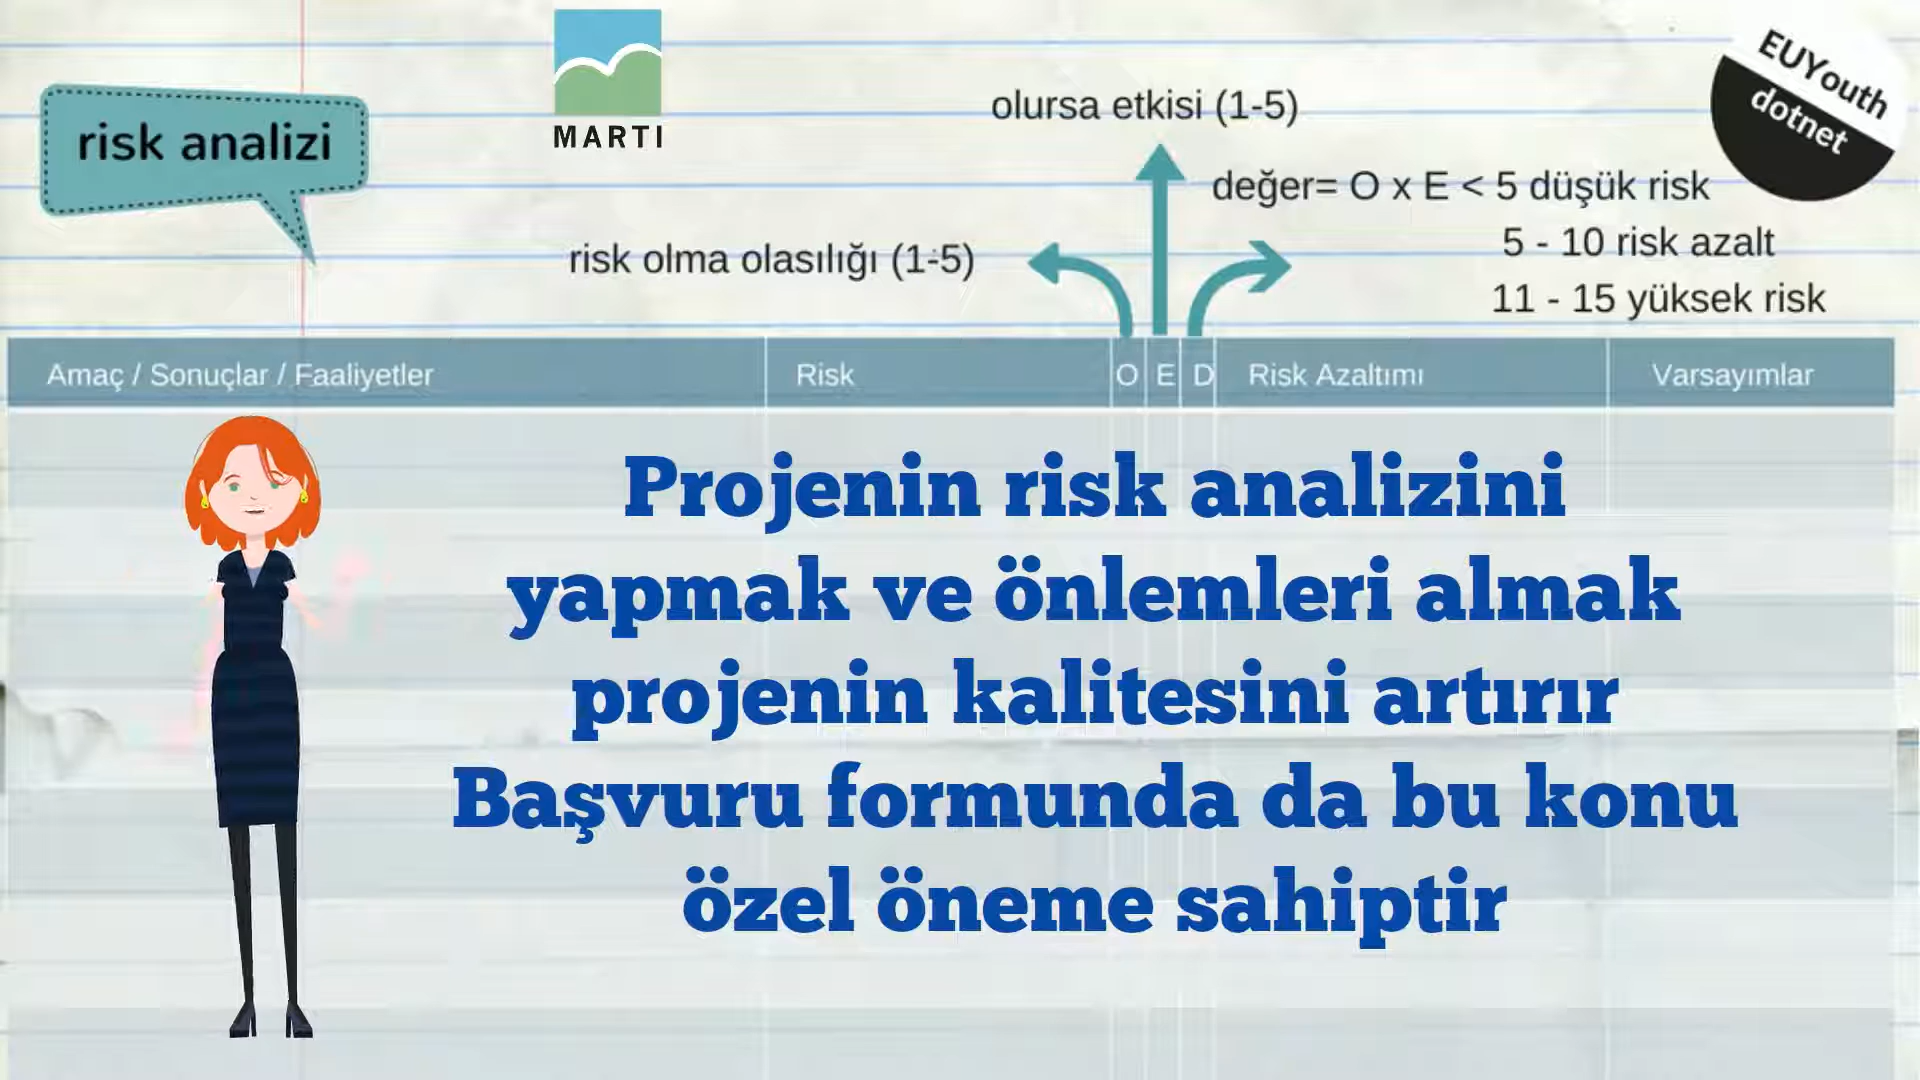 risk analizi
MARTI
EUYouth
dotnet
olursa etkisi (1-5)
değer= O x E < 5 düşük risk
5 - 10 risk azalt
11 - 15 yüksek risk
risk olma olasılığı (1-5)
Amaç / Sonuçlar / Faaliyetler Risk O E D Risk Azaltımı Varsayımlar
Projenin risk analizini
yapmak ve önlemleri almak
projenin kalitesini artırır
Başvuru formunda da bu konu
özel öneme sahiptir